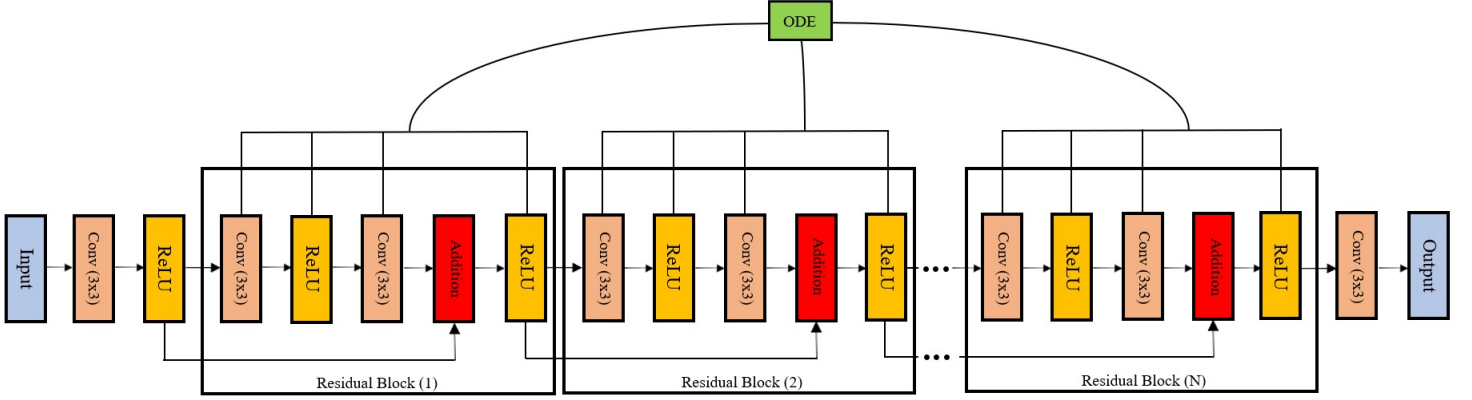 ODE
Input
Conv (3x3)
ReLU
Conv (3x3)
ReLU
Conv (3x3)
Addition
ReLU
Conv (3x3)
ReLU
Conv (3x3)
Addition
ReLU
...
Conv (3x3)
ReLU
Conv (3x3)
Addition
ReLU
Conv (3x3)
Output
...
Residual Block (1)
Residual Block (2)
Residual Block (N)